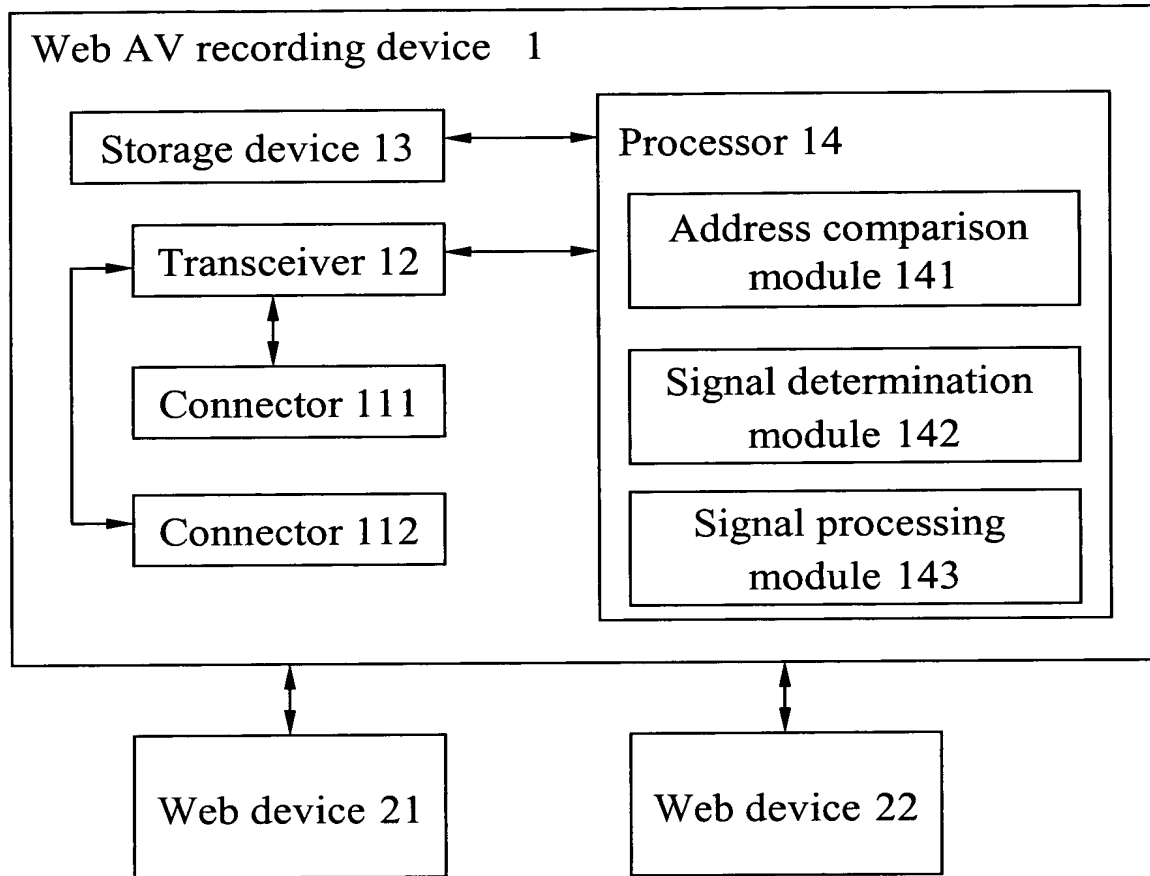 Web AV recording device 1
Storage device 13
Transceiver 12
Connector 111
Connector 112
Processor 14
Address comparison
module 141
Signal determination
module 142
Signal processing
module 143
Web device 21
Web device 22